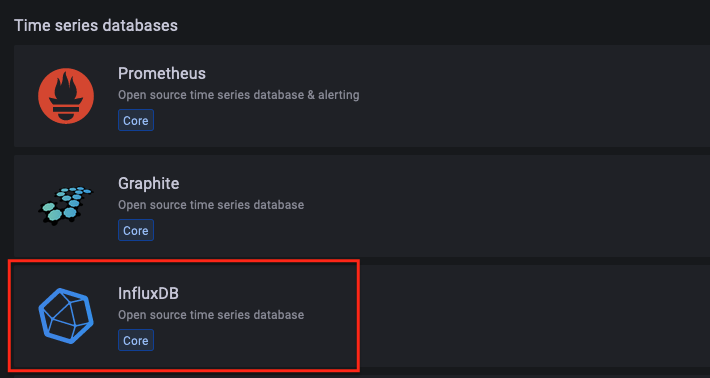 Time series databases
Prometheus
Open source time series database & alerting
Core
Graphite
Open source time series database
Core
InfluxDB
Open source time series database
Core